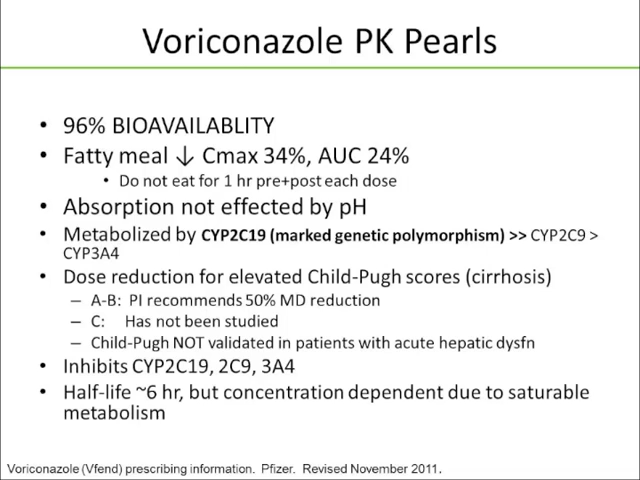 Voriconazole PK Pearls
• 96% BIOAVAILABLITY
• Fatty meal ↓ Cmax 34%, AUC 24%
• Do not eat for 1 hr pre+post each dose
• Absorption not effected by pH
• Metabolized by CYP2C19 (marked genetic polymorphism) >> CYP2C9 >
CYP3A4
• Dose reduction for elevated Child-Pugh scores (cirrhosis)
– A-B: PI recommends 50% MD reduction
– C: Has not been studied
– Child-Pugh NOT validated in patients with acute hepatic dysfn
• Inhibits CYP2C19, 2C9, 3A4
• Half-life ~6 hr, but concentration dependent due to saturable
metabolism
Voriconazole (Vfend) prescribing information. Pfizer. Revised November 2011.